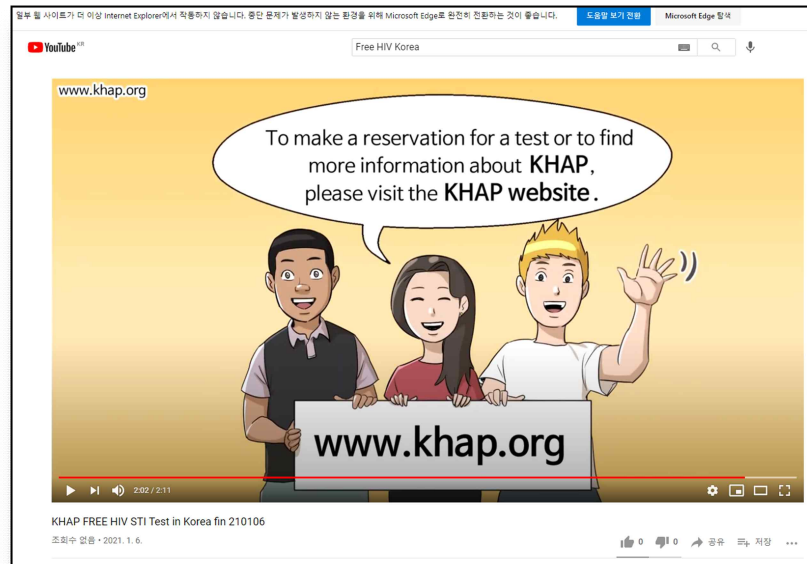 일부 웹 사이트가 더 이상 Internet Explorer에서 작동하지 않습니다. 중단 문제가 발생하지 않는 환경을 위해 Microsoft Edge로 완전히 전환하는 것이 좋습니다. 도움말 보기 전환 Microsoft Edge 탐색
YouTube KR Free HIV Korea
www.khap.org
To make a reservation for a test or to find
more information about KHAP,
please visit the KHAP website.
www.khap.org
2:02 / 2:11
KHAP FREE HIV STI Test in Korea fin 210106
조회수 없음 • 2021. 1. 6. 0 0 공유 저장